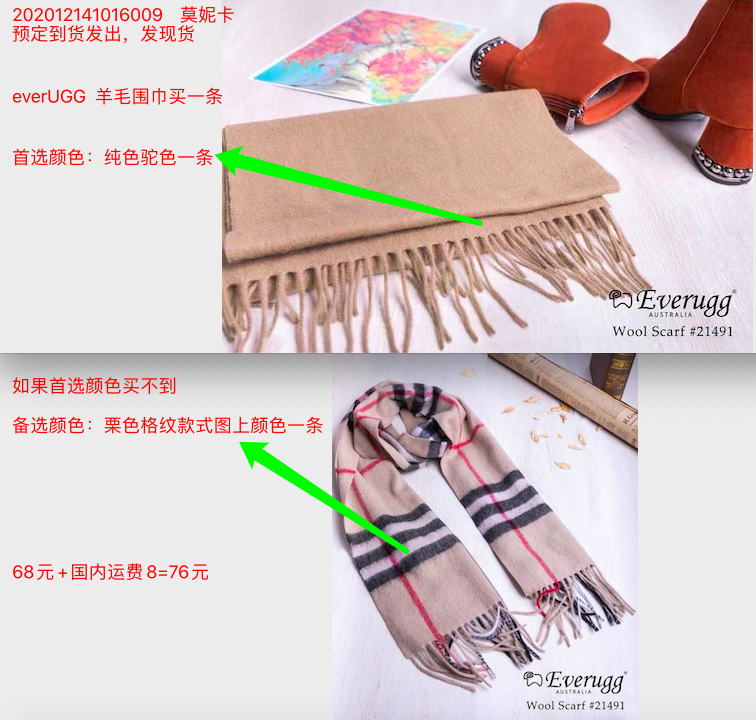 202012141016009 莫妮卡
预定到货发出，发现货
everUGG 羊毛围巾买一条
首选颜色：纯色驼色一条
Everugg®
AUSTRALIA
Wool Scarf #21491
如果首选颜色买不到
备选颜色：栗色格纹款式图上颜色一条
68元+国内运费8=76元
Everugg®
AUSTRALIA
Wool Scarf #21491